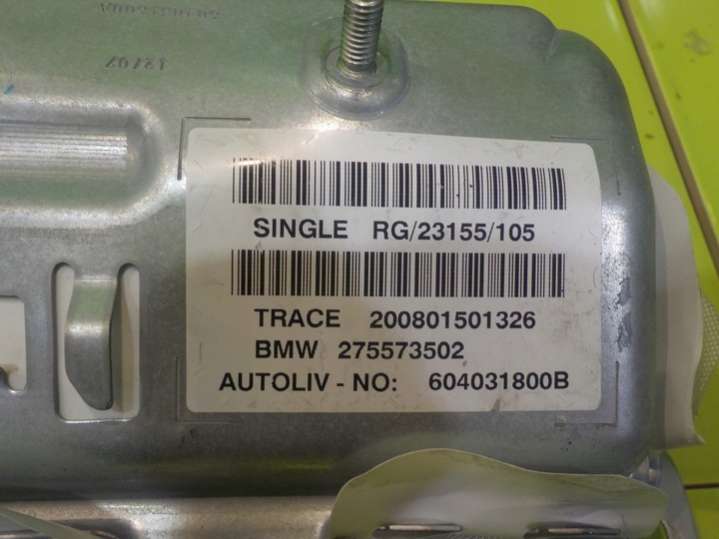 SINGLE RG/23155/105
TRACE 200801501326
BMW 275573502
AUTOLIV - NO: 604031800B